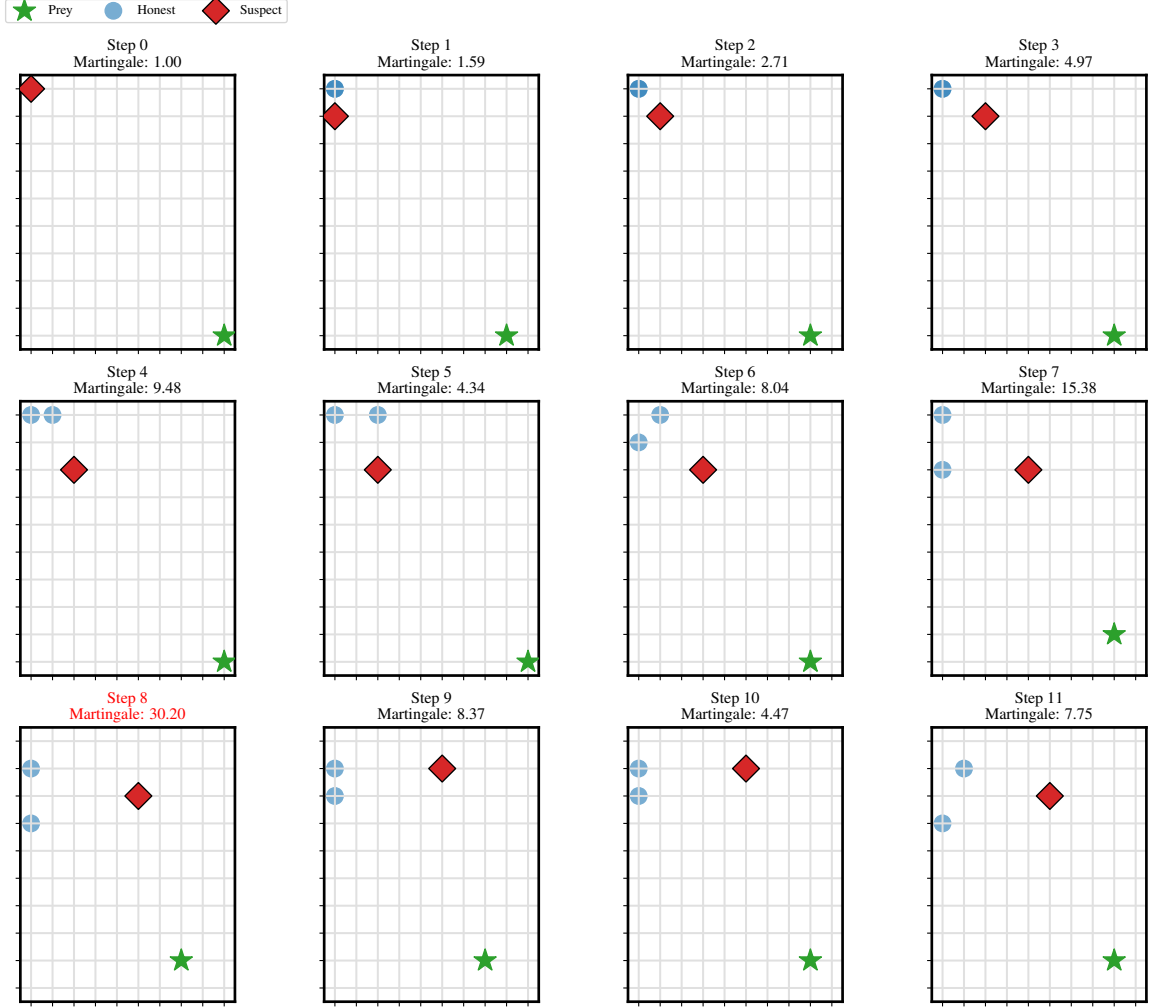 Prey Honest Suspect
Step 0
Martingale: 1.00
Step 1
Martingale: 1.59
Step 2
Martingale: 2.71
Step 3
Martingale: 4.97
Step 4
Martingale: 9.48
Step 5
Martingale: 4.34
Step 6
Martingale: 8.04
Step 7
Martingale: 15.38
Step 8
Martingale: 30.20
Step 9
Martingale: 8.37
Step 10
Martingale: 4.47
Step 11
Martingale: 7.75